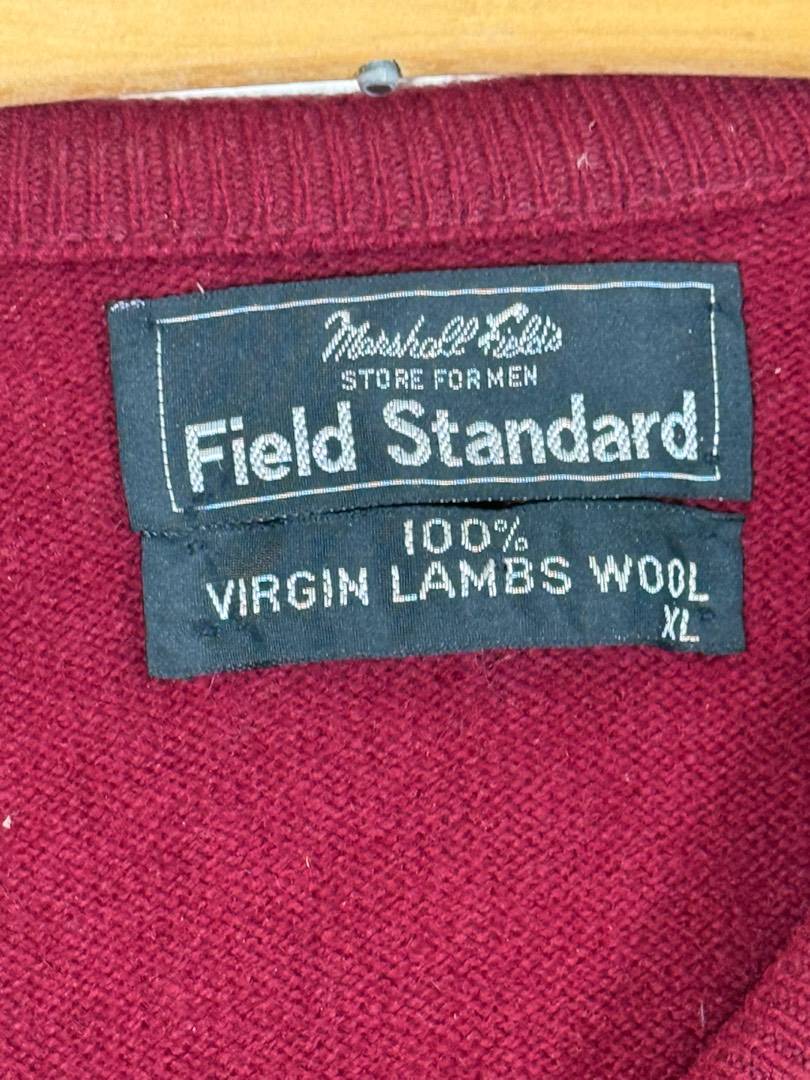 Marshall Field's
STORE FOR MEN
Field Standard
100%
VIRGIN LAMBS WOOL
XL